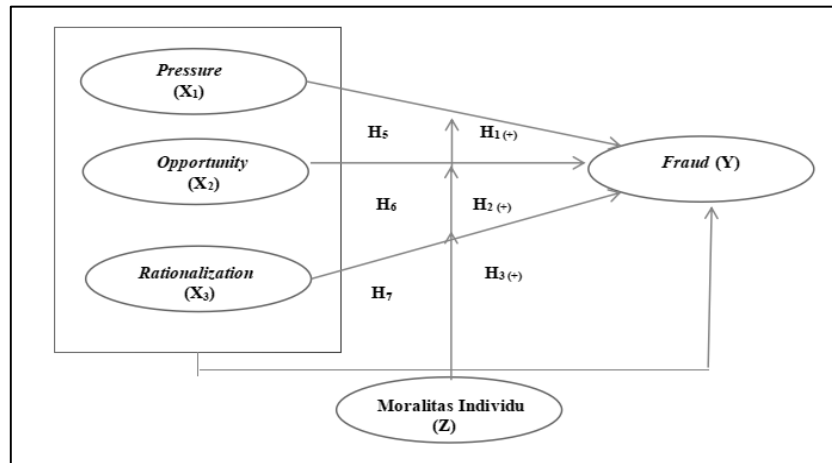 Pressure
(X₁)
H₅
H₁ (+)
Opportunity
(X₂)
Fraud (Y)
H₆
H₂ (+)
Rationalization
(X₃)
H₇
H₃ (+)
Moralitas Individu
(Z)